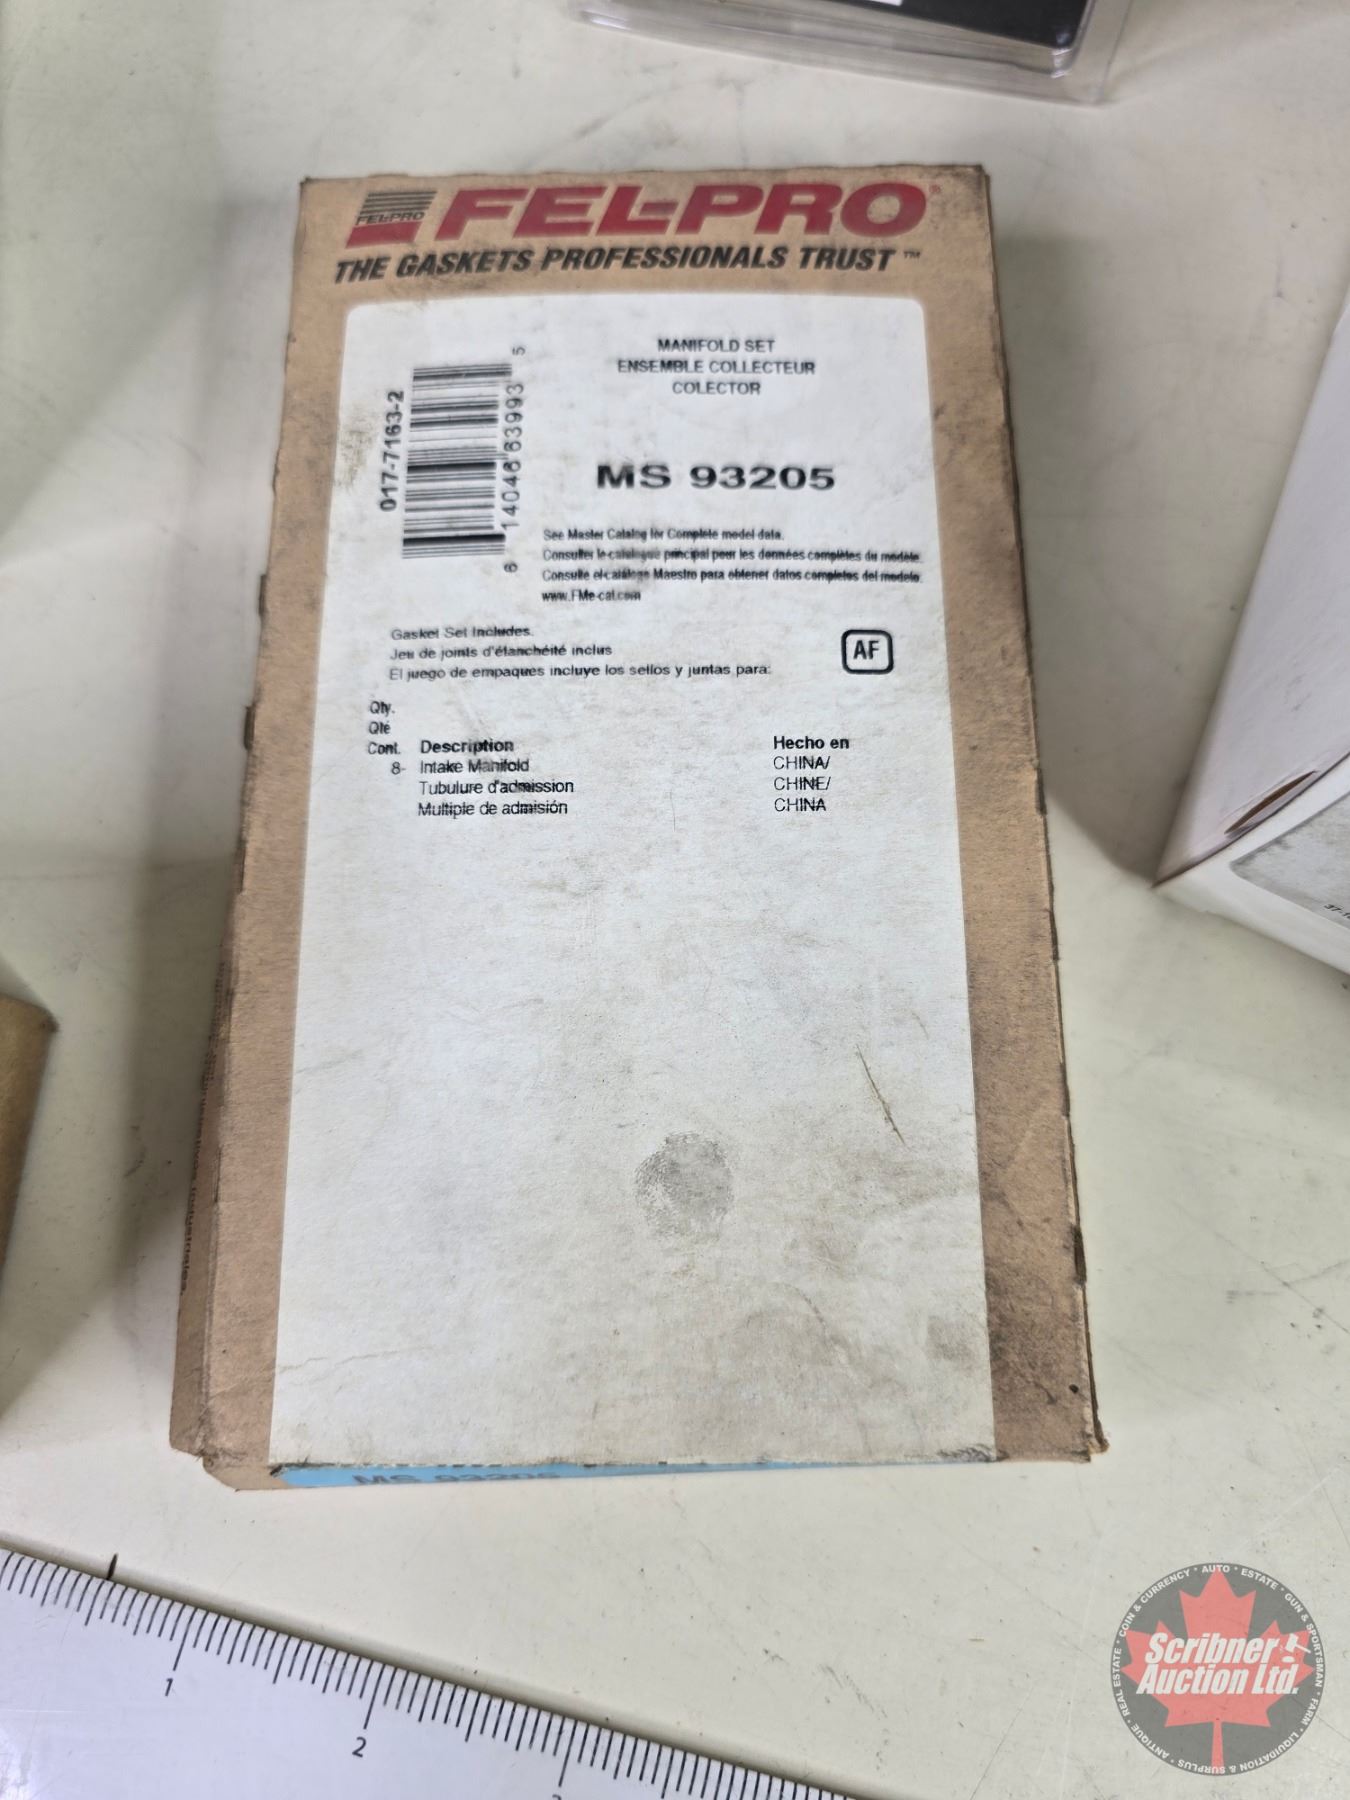 FEL-PRO
FEL-PRO®
THE GASKETS PROFESSIONALS TRUST™
MANIFOLD SET
ENSEMBLE COLLECTEUR
COLECTOR
017-7163-2
6 14046 63993 5
MS 93205
See Master Catalog for Complete model data.
Consulter le catalogue principal pour les données complètes du modèle.
Consulte el catálogo Maestro para obtener datos completos del modelo.
www.FMe-cat.com
Gasket Set Includes.
Jeu de joints d'étanchéité inclus
El juego de empaques incluye los sellos y juntas para:
AF
Qty.
Qté
Cont. Description Hecho en
8- Intake Manifold CHINA/
Tubulure d'admission CHINE/
Multiple de admisión CHINA
MS 93205
1
2
COIN & CURRENCY • AUTO • ESTATE • GUN & SPORTSMAN • FARM • LIQUIDATION & SURPLUS • ANTIQUE • REAL ESTATE
Scribner
Auction Ltd.